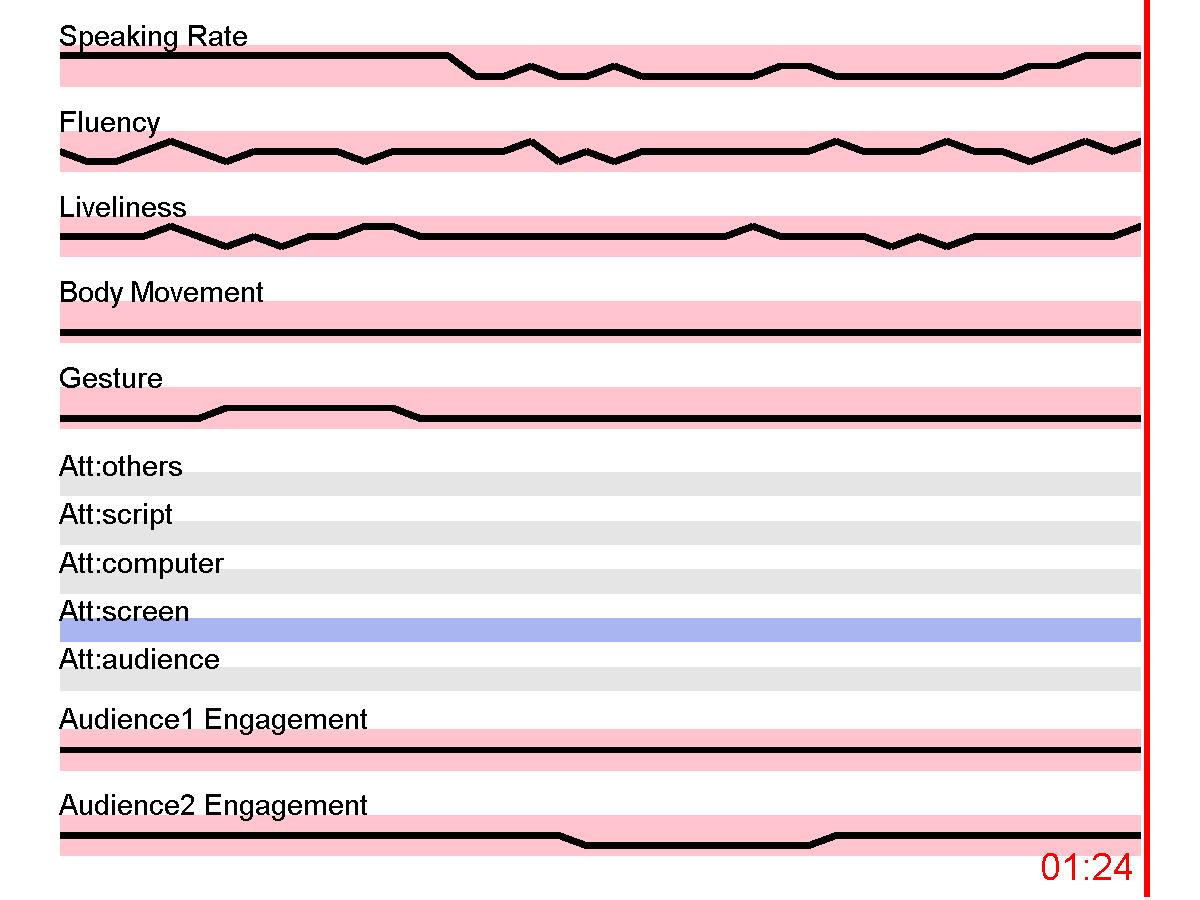 Speaking Rate
Fluency
Liveliness
Body Movement
Gesture
Att:others
Att:script
Att:computer
Att:screen
Att:audience
Audience1 Engagement
Audience2 Engagement
01:24